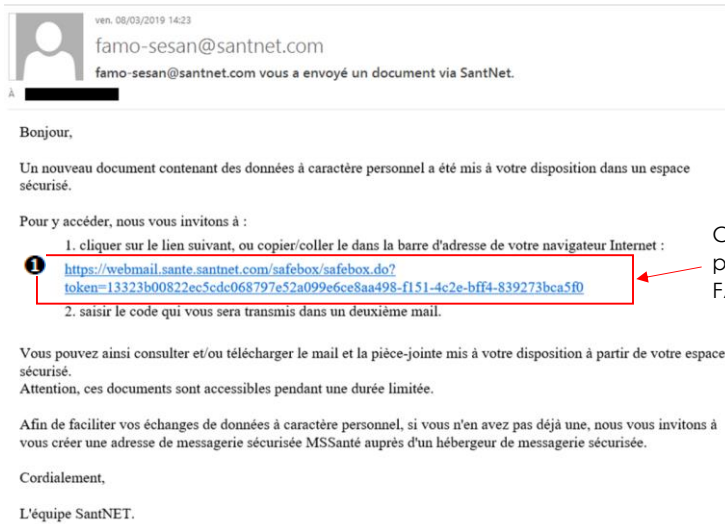 ven. 08/03/2019 14:23
famo-sesan@santnet.com
famo-sesan@santnet.com vous a envoyé un document via SantNet.
À
Bonjour,
Un nouveau document contenant des données à caractère personnel a été mis à votre disposition dans un espace
sécurisé.
Pour y accéder, nous vous invitons à :
1. cliquer sur le lien suivant, ou copier/coller le dans la barre d'adresse de votre navigateur Internet :
1
https://webmail.sante.santnet.com/safebox/safebox.do?
token=13323b00822ec5cdc068797e52a099e6ce8aa498-f151-4c2e-bff4-839273bca5f0
2. saisir le code qui vous sera transmis dans un deuxième mail.
Vous pouvez ainsi consulter et/ou télécharger le mail et la pièce-jointe mis à votre disposition à partir de votre espace
sécurisé.
Attention, ces documents sont accessibles pendant une durée limitée.
Afin de faciliter vos échanges de données à caractère personnel, si vous n'en avez pas déjà une, nous vous invitons à
vous créer une adresse de messagerie sécurisée MSSanté auprès d'un hébergeur de messagerie sécurisée.
Cordialement,
L'équipe SantNET.